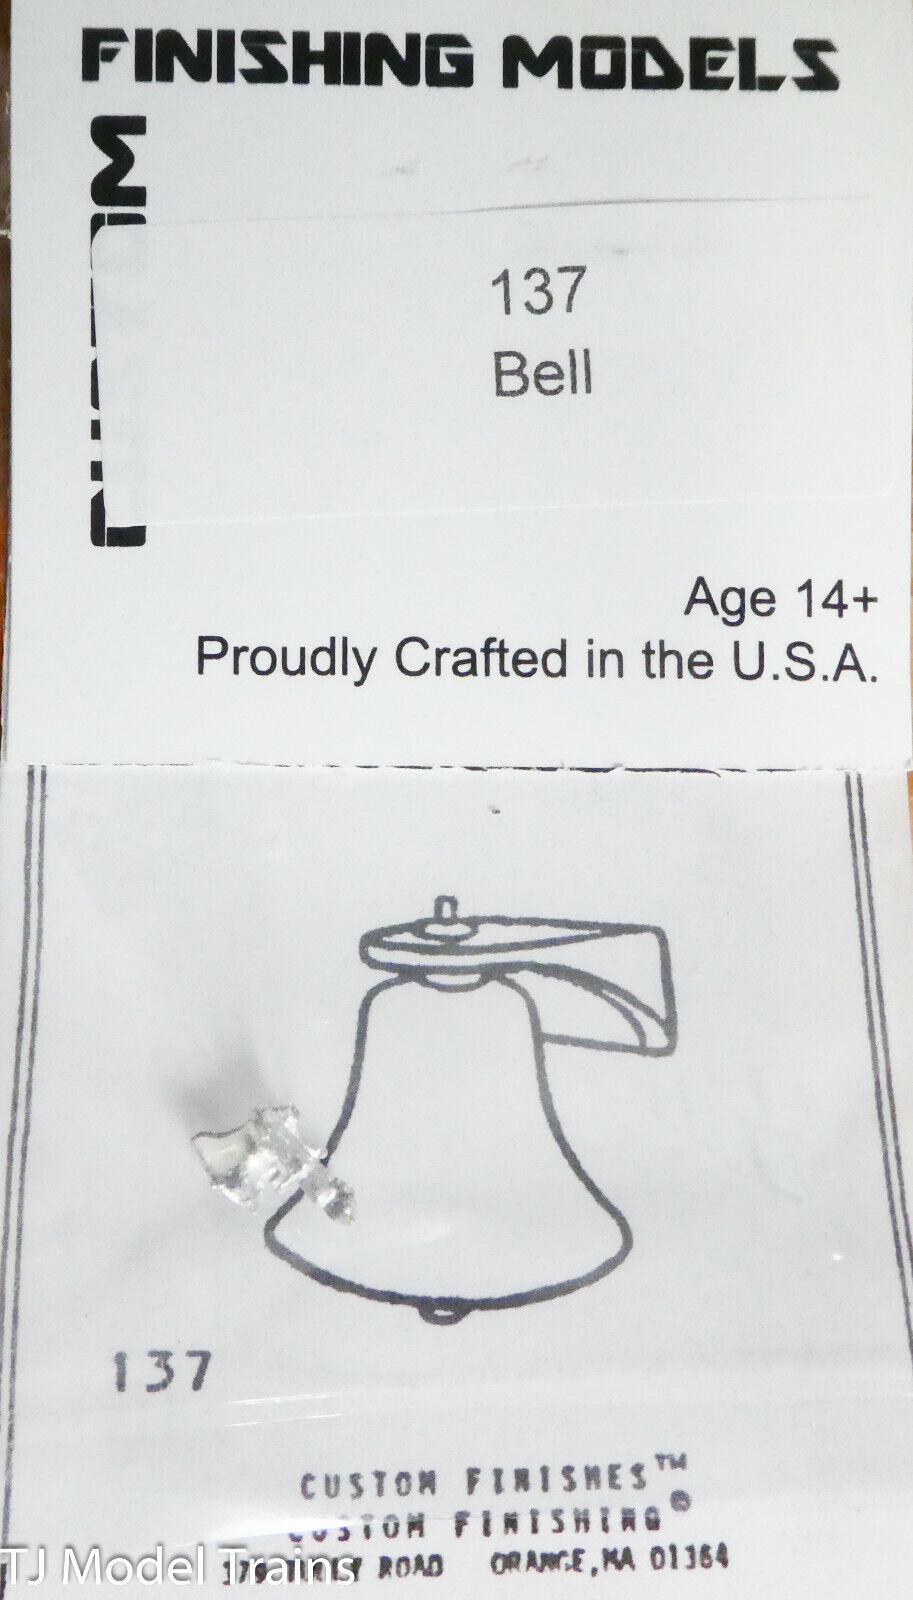 FINISHING MODELS
137
Bell
Age 14+
Proudly Crafted in the U.S.A.
137
CUSTOM FINISHES™
CUSTOM FINISHING®
ROAD ORANGE, MA 01364
TJ Model Trains